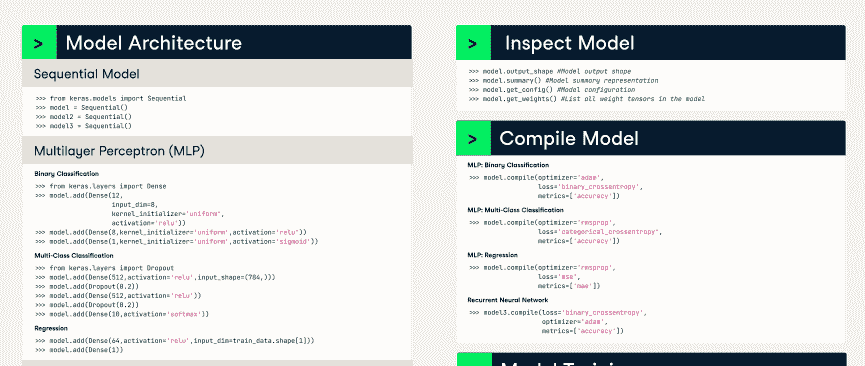 > Model Architecture
Sequential Model
>>> from keras.models import Sequential
>>> model = Sequential()
>>> model2 = Sequential()
>>> model3 = Sequential()
Multilayer Perceptron (MLP)
Binary Classification
>>> from keras.layers import Dense
>>> model.add(Dense(12,
input_dim=8,
kernel_initializer='uniform',
activation='relu'))
>>> model.add(Dense(8,kernel_initializer='uniform',activation='relu'))
>>> model.add(Dense(1,kernel_initializer='uniform',activation='sigmoid'))
Multi-Class Classification
>>> from keras.layers import Dropout
>>> model.add(Dense(512,activation='relu',input_shape=(784,)))
>>> model.add(Dropout(0.2))
>>> model.add(Dense(512,activation='relu'))
>>> model.add(Dropout(0.2))
>>> model.add(Dense(10,activation='softmax'))
Regression
>>> model.add(Dense(64,activation='relu',input_dim=train_data.shape[1]))
>>> model.add(Dense(1))
> Inspect Model
>>> model.output_shape #Model output shape
>>> model.summary() #Model summary representation
>>> model.get_config() #Model configuration
>>> model.get_weights() #List all weight tensors in the model
> Compile Model
MLP: Binary Classification
>>> model.compile(optimizer='adam',
loss='binary_crossentropy',
metrics=['accuracy'])
MLP: Multi-Class Classification
>>> model.compile(optimizer='rmsprop',
loss='categorical_crossentropy',
metrics=['accuracy'])
MLP: Regression
>>> model.compile(optimizer='rmsprop',
loss='mse',
metrics=['mae'])
Recurrent Neural Network
>>> model3.compile(loss='binary_crossentropy',
optimizer='adam',
metrics=['accuracy'])